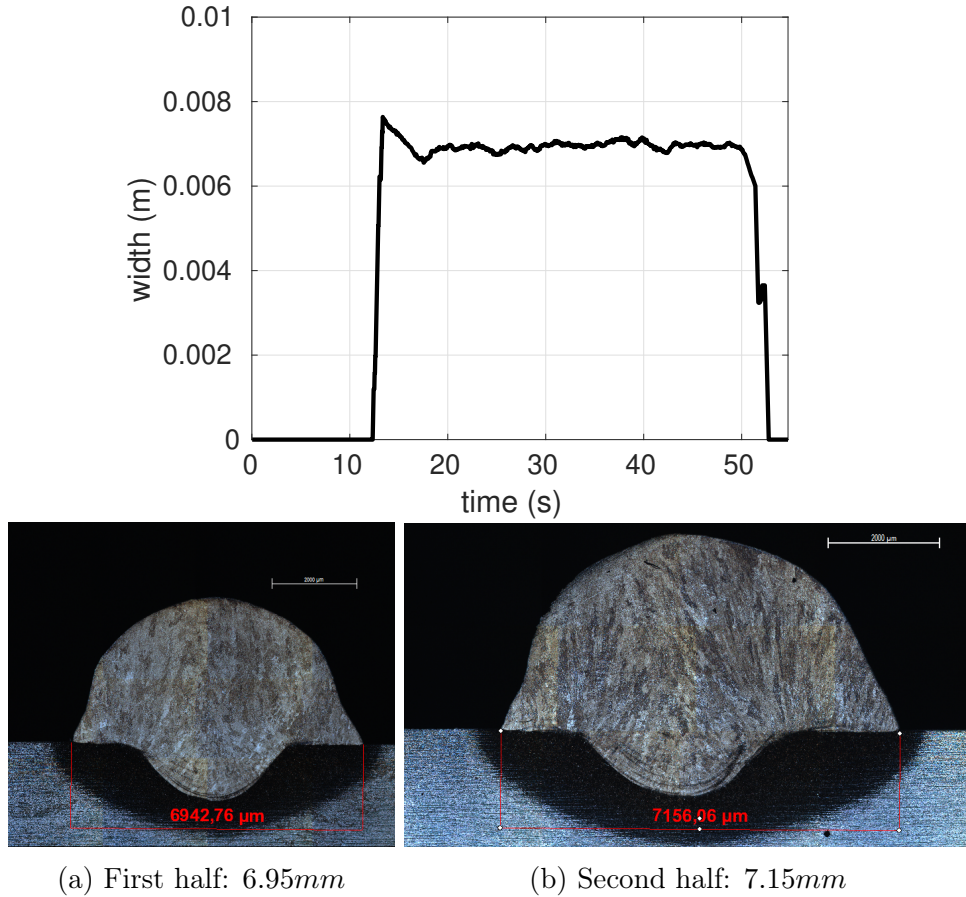 0.01
0.008
0.006
0.004
0.002
0
width (m)
0 10 20 30 40 50
time (s)
2000 µm
2000 µm
6942,76 µm
7156,06 µm
(a) First half: 6.95mm
(b) Second half: 7.15mm